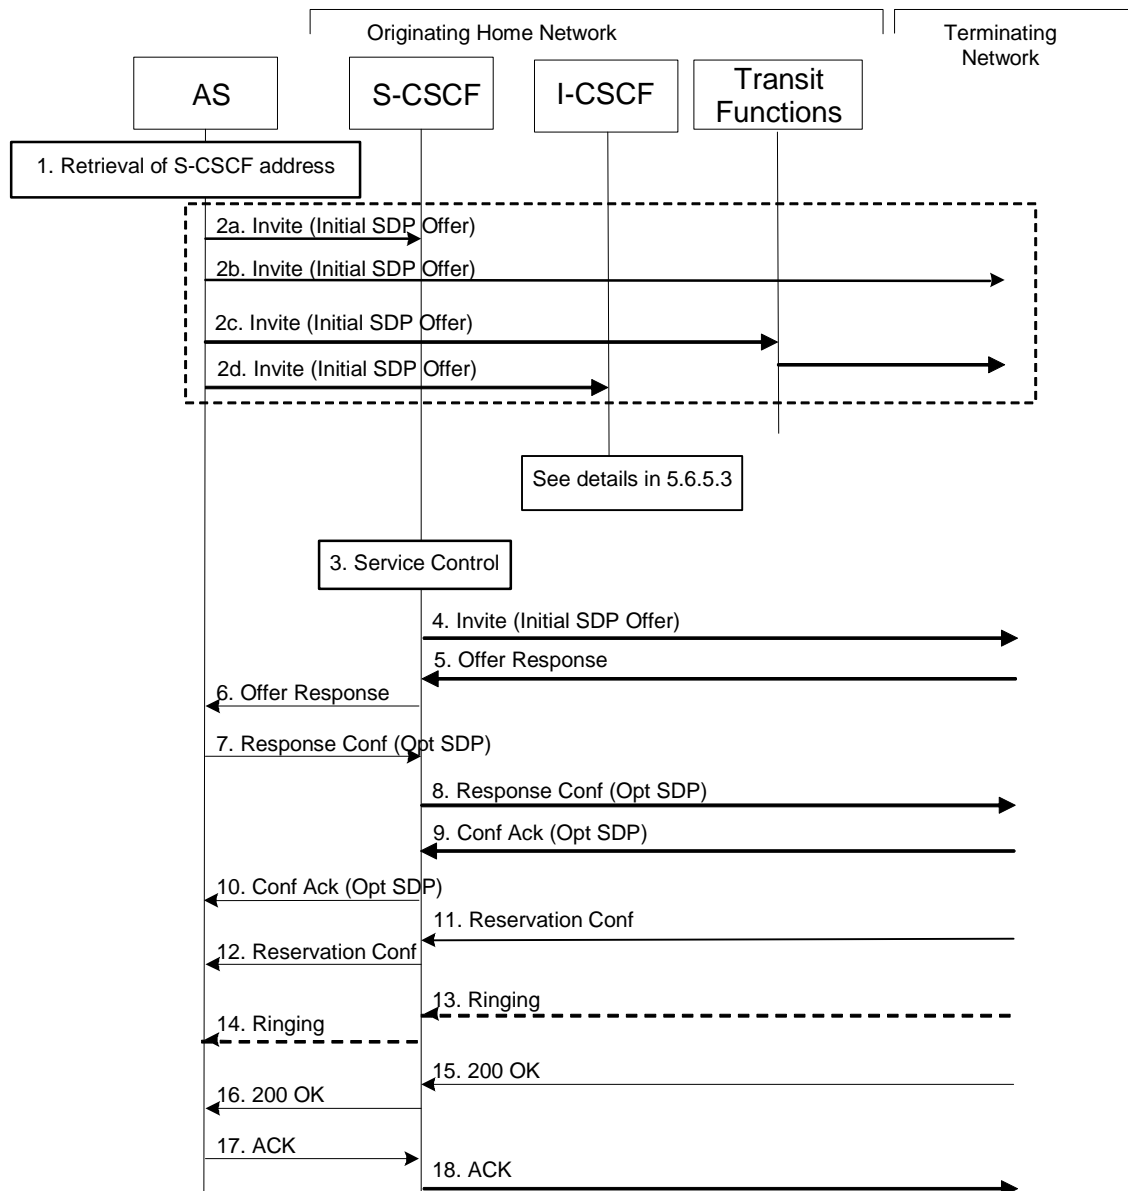 Originating Home Network
Terminating
Network
AS
S-CSCF
I-CSCF
Transit
Functions
1. Retrieval of S-CSCF address
2a. Invite (Initial SDP Offer)
2b. Invite (Initial SDP Offer)
2c. Invite (Initial SDP Offer)
2d. Invite (Initial SDP Offer)
See details in 5.6.5.3
3. Service Control
4. Invite (Initial SDP Offer)
5. Offer Response
6. Offer Response
7. Response Conf (Opt SDP)
8. Response Conf (Opt SDP)
9. Conf Ack (Opt SDP)
10. Conf Ack (Opt SDP)
11. Reservation Conf
12. Reservation Conf
13. Ringing
14. Ringing
15. 200 OK
16. 200 OK
17. ACK
18. ACK